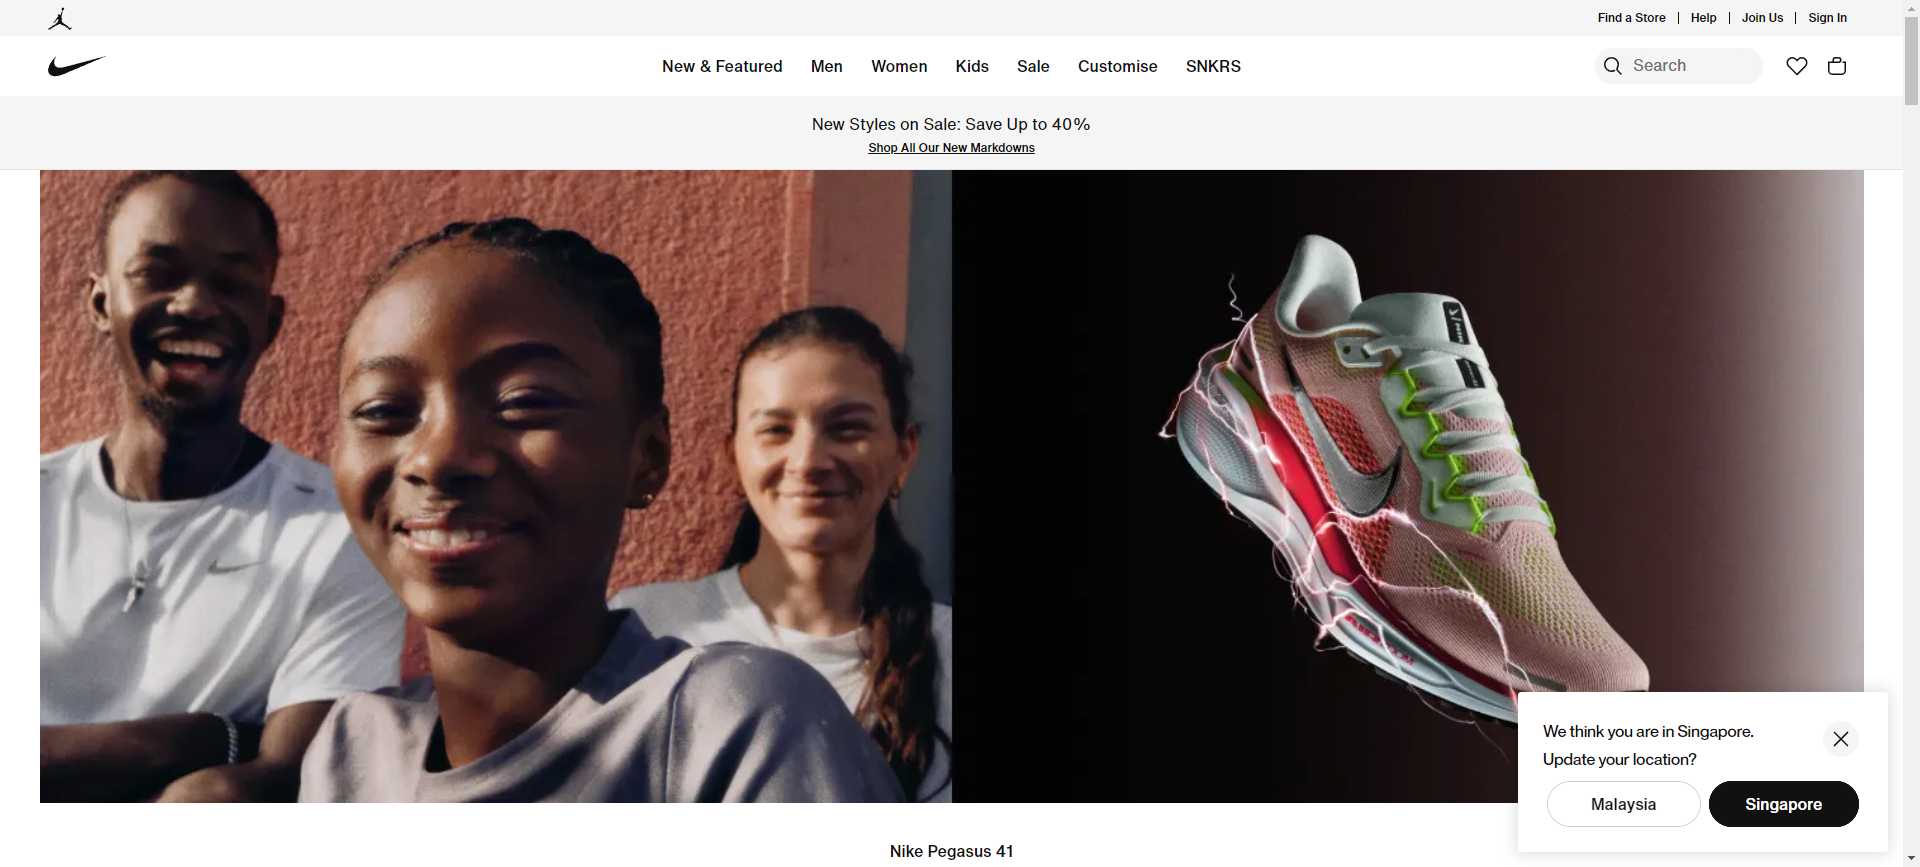 Find a Store | Help | Join Us | Sign In
New & Featured Men Women Kids Sale Customise SNKRS
Search
New Styles on Sale: Save Up to 40%
Shop All Our New Markdowns
We think you are in Singapore.
Update your location?
Malaysia Singapore
Nike Pegasus 41